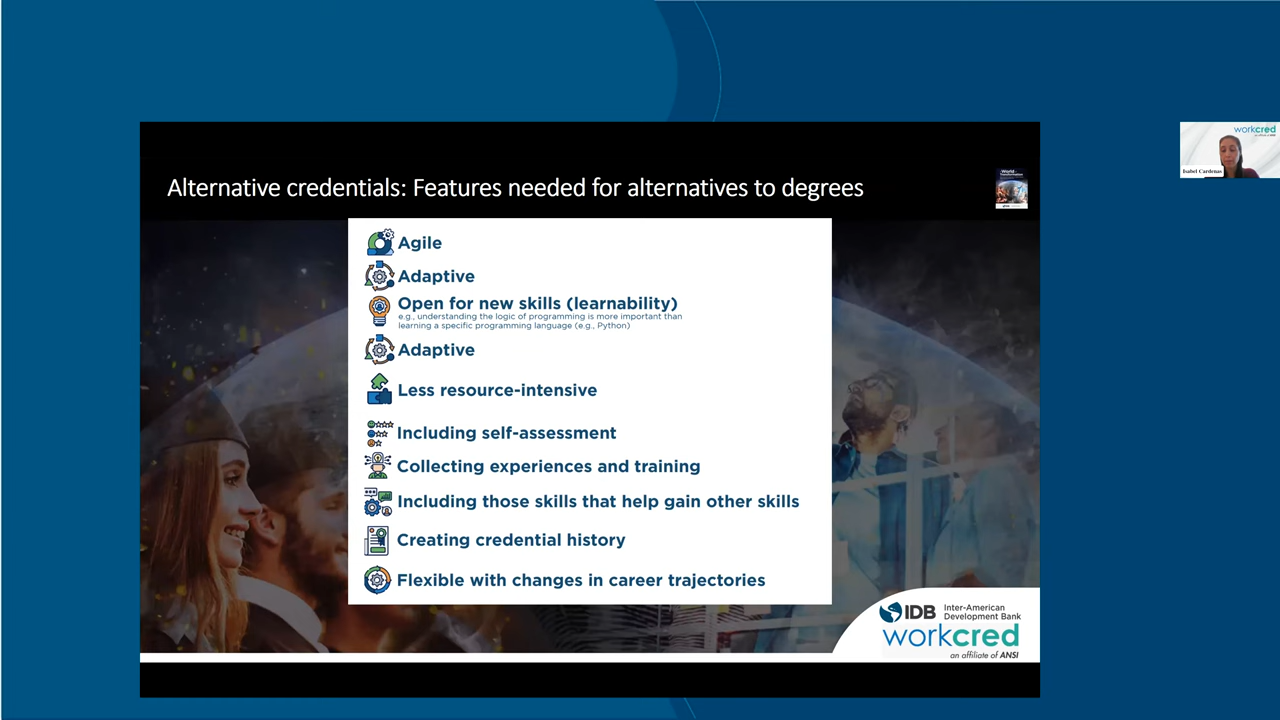 Alternative credentials: Features needed for alternatives to degrees
Agile
Adaptive
Open for new skills (learnability)
e.g., understanding the logic of programming is more important than
learning a specific programming language (e.g., Python)
Adaptive
Less resource-intensive
Including self-assessment
Collecting experiences and training
Including those skills that help gain other skills
Creating credential history
Flexible with changes in career trajectories
IDB
Inter-American
Development Bank
workcred
an affiliate of ANSI
workcred
Isabel Cardenas